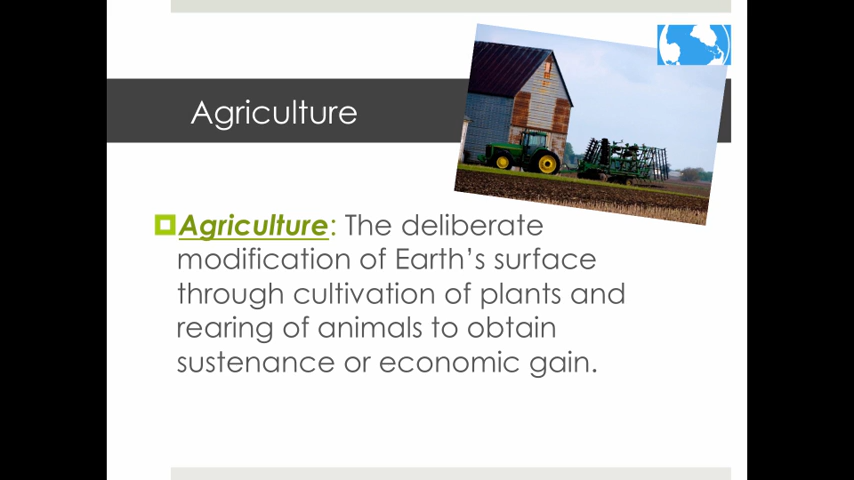 Agriculture
Agriculture: The deliberate
modification of Earth’s surface
through cultivation of plants and
rearing of animals to obtain
sustenance or economic gain.